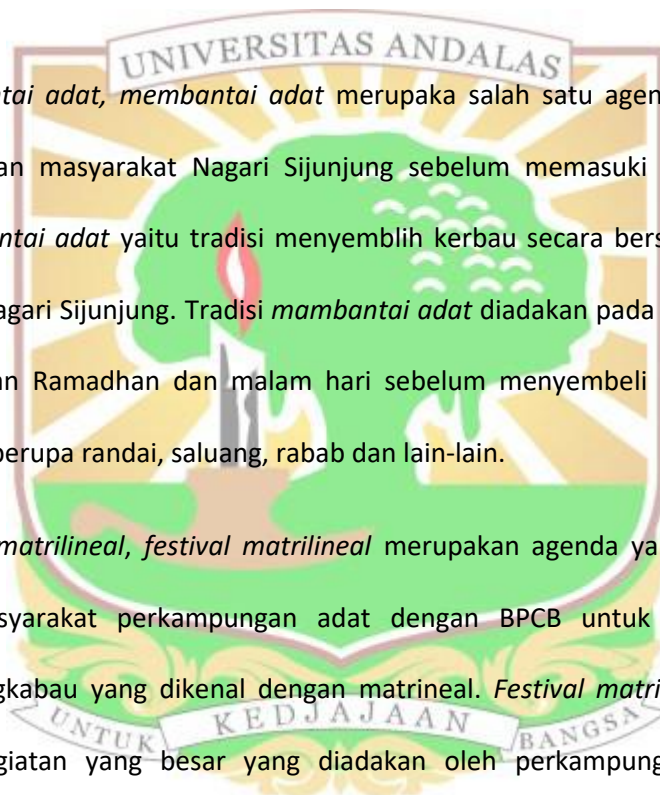 UNIVERSITAS ANDALAS
ntai adat, membantai adat merupaka salah satu agen
an masyarakat Nagari Sijunjung sebelum memasuki
ntai adat yaitu tradisi menyemblih kerbau secara bers
agari Sijunjung. Tradisi mambantai adat diadakan pada
an Ramadhan dan malam hari sebelum menyembeli
berupa randai, saluang, rabab dan lain-lain.
matrilineal, festival matrilineal merupakan agenda ya
syarakat perkampungan adat dengan BPCB untuk
gkabau yang dikenal dengan matrineal. Festival matri
UNTUK KEDJAJAAN BANGSA
giatan yang besar yang diadakan oleh perkampung